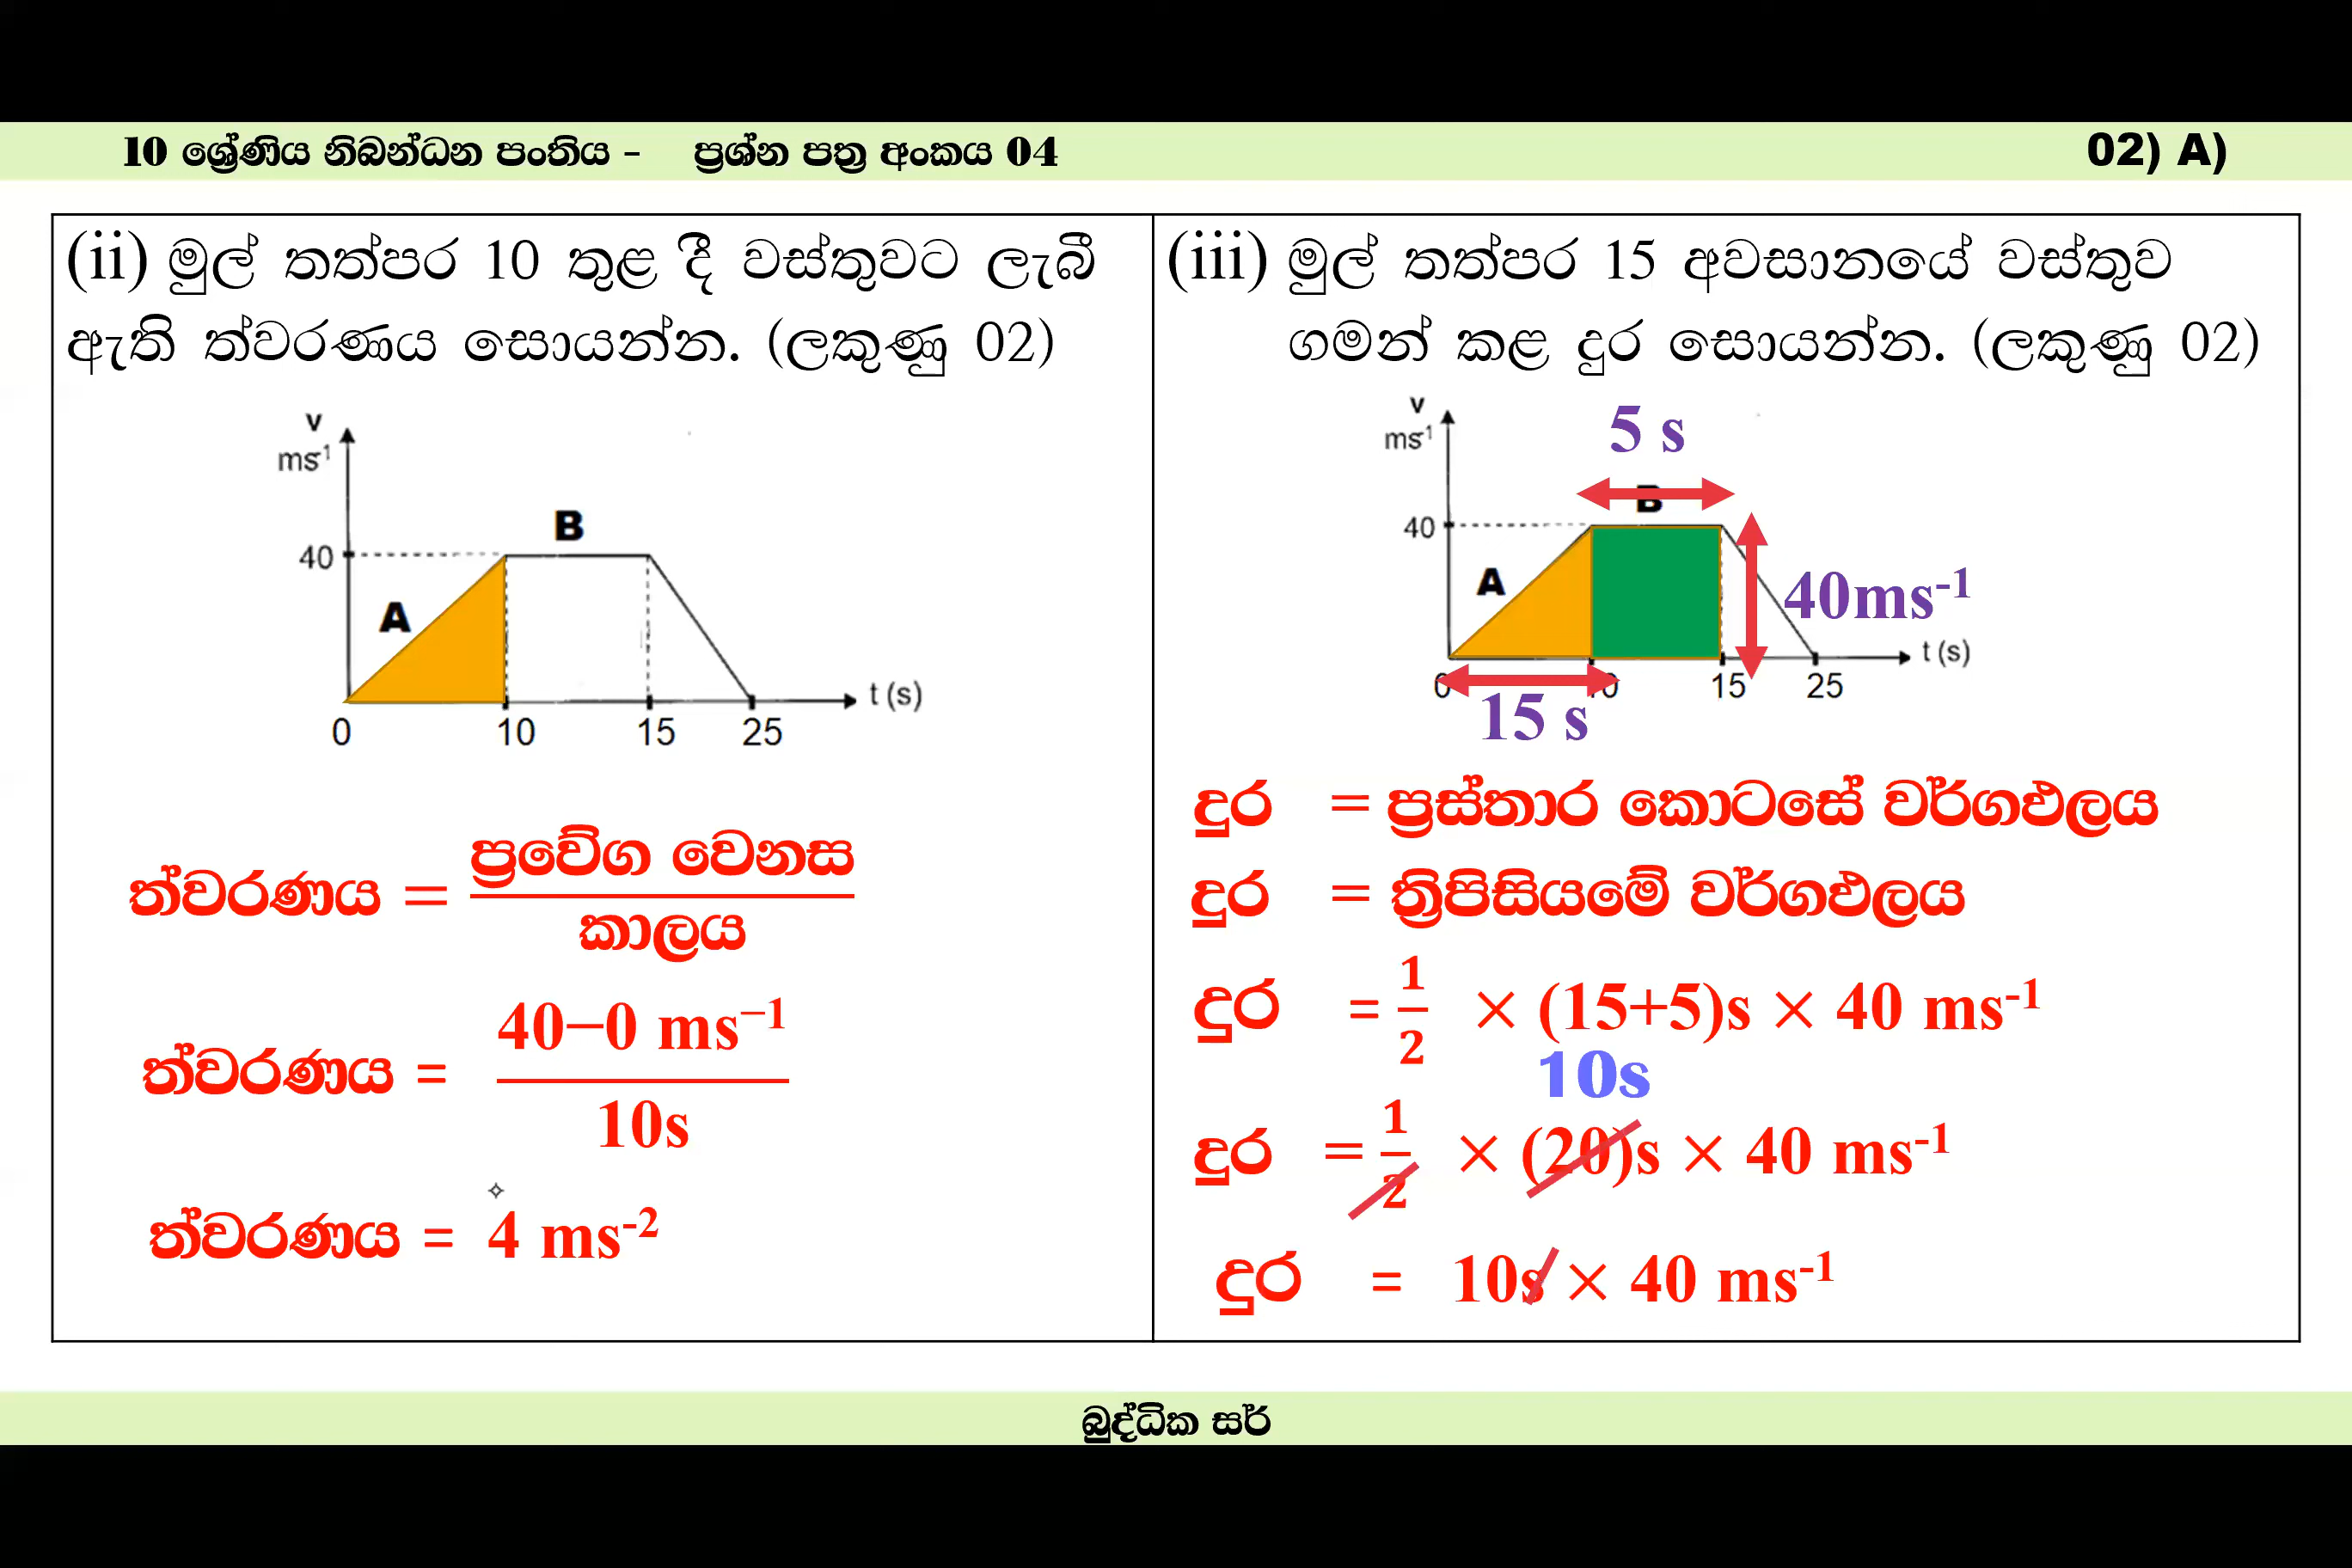 10 ශ්‍රේණිය නිබන්ධන පංතිය - ප්‍රශ්න පත්‍ර අංකය 04
02) A)
(ii) මුල් තත්පර 10 තුළ දී වස්තුවට ලැබී
ඇති ත්වරණය සොයන්න. (ලකුණු 02)
v
ms⁻¹
B
40
A
t (s)
0 10 15 25
ත්වරණය = ප්‍රවේග වෙනස
කාලය
ත්වරණය = 40−0 ms⁻¹
10s
ත්වරණය = 4 ms⁻²
(iii) මුල් තත්පර 15 අවසානයේ වස්තුව
ගමන් කළ දුර සොයන්න. (ලකුණු 02)
v
ms⁻¹
5 s
B
40
A
40ms⁻¹
t (s)
0 10 15 25
15 s
දුර = ප්‍රස්තාර කොටසේ වර්ගඵලය
දුර = ත්‍රිපිසියමේ වර්ගඵලය
දුර = 1/2 × (15+5)s × 40 ms⁻¹
10s
දුර = 1/2 × (20)s × 40 ms⁻¹
දුර = 10s × 40 ms⁻¹
බුද්ධික සර්